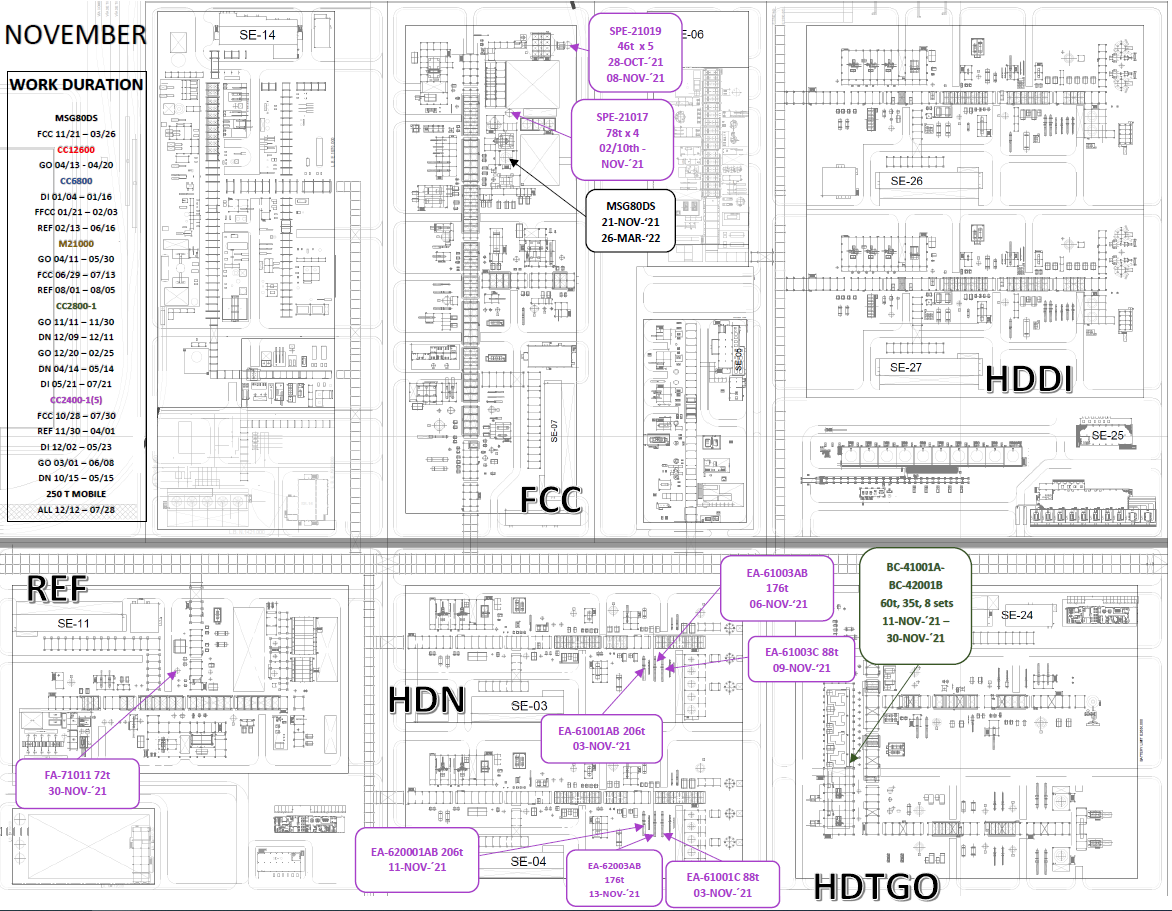 NOVEMBER
WORK DURATION
MSG80DS
FCC 11/21 – 03/26
CC12600
GO 04/13 - 04/20
CC6800
DI 01/04 – 01/16
FFCC 01/21 – 02/03
REF 02/13 – 06/16
M21000
GO 04/11 – 05/30
FCC 06/29 – 07/13
REF 08/01 – 08/05
CC2800-1
GO 11/11 – 11/30
DN 12/09 – 12/11
GO 12/20 – 02/25
DN 04/14 – 05/14
DI 05/21 – 07/21
CC2400-1(5)
FCC 10/28 – 07/30
REF 11/30 – 04/01
DI 12/02 – 05/23
GO 03/01 – 06/08
DN 10/15 – 05/15
250 T MOBILE
ALL 12/12 – 07/28
SE-14
SPE-21019
46t x 5
28-OCT-´21
08-NOV-´21
E-06
SPE-21017
78t x 4
02/10th -
NOV-´21
MSG80DS
21-NOV-‘21
26-MAR-‘22
SE-05
SE-07
FCC
SE-26
SE-27
HDDI
SE-25
REF
SE-11
FA-71011 72t
30-NOV-´21
HDN
SE-03
EA-61003AB
176t
06-NOV-‘21
EA-61003C 88t
09-NOV-‘21
EA-61001AB 206t
03-NOV-´21
BC-41001A-
BC-42001B
60t, 35t, 8 sets
11-NOV-´21 –
30-NOV-´21
SE-24
EA-620001AB 206t
11-NOV-´21
SE-04
EA-62003AB
176t
13-NOV-´21
EA-61001C 88t
03-NOV-´21
HDTGO